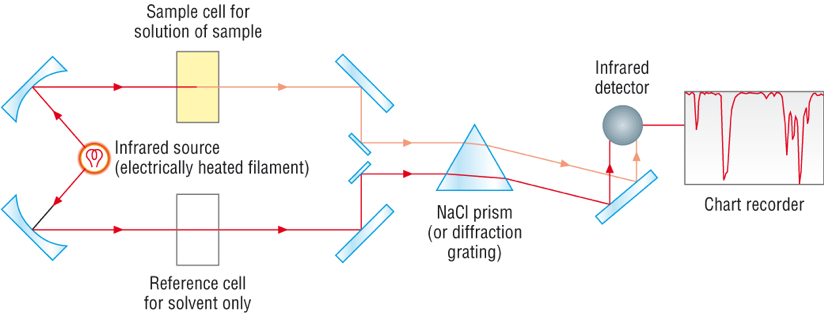 Sample cell for
solution of sample
Infrared source
(electrically heated filament)
Reference cell
for solvent only
NaCl prism
(or diffraction
grating)
Infrared
detector
Chart recorder